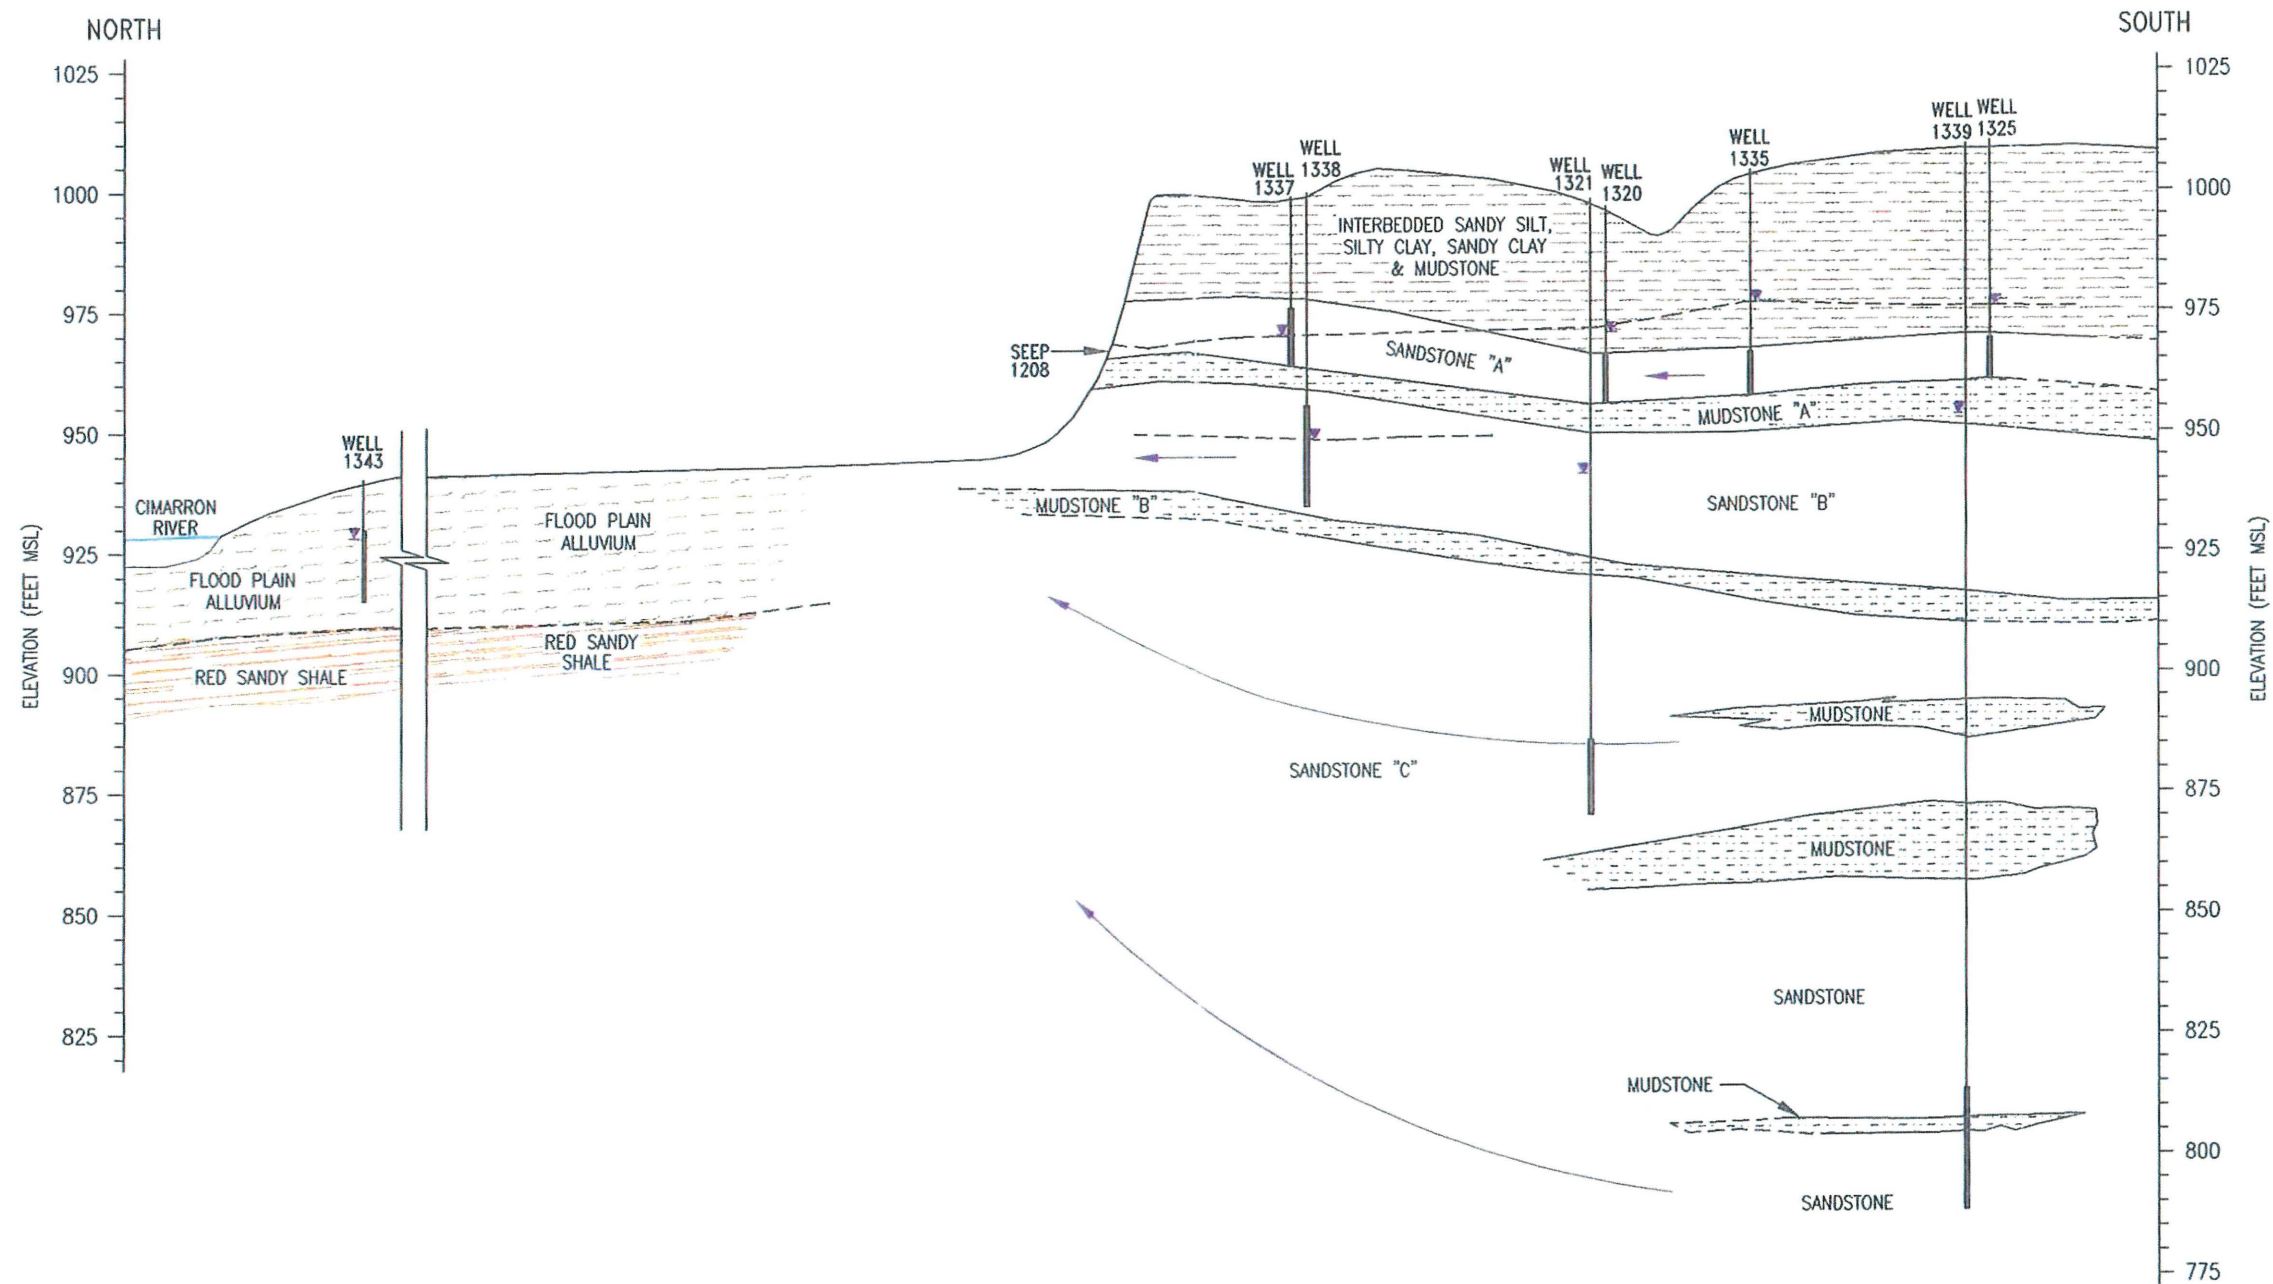 NORTH
SOUTH
1025
1000
975
950
925
900
875
850
825
ELEVATION (FEET MSL)
CIMARRON
RIVER
WELL
1343
FLOOD PLAIN
ALLUVIUM
FLOOD PLAIN
ALLUVIUM
RED SANDY SHALE
RED SANDY
SHALE
SEEP
1208
WELL
1337
WELL
1338
WELL
1321
WELL
1320
WELL
1335
WELL
1339
WELL
1325
INTERBEDDED SANDY SILT,
SILTY CLAY, SANDY CLAY
& MUDSTONE
SANDSTONE "A"
MUDSTONE "A"
SANDSTONE "B"
MUDSTONE "B"
MUDSTONE
SANDSTONE "C"
MUDSTONE
SANDSTONE
MUDSTONE
SANDSTONE
1025
1000
975
950
925
900
875
850
825
800
775
ELEVATION (FEET MSL)